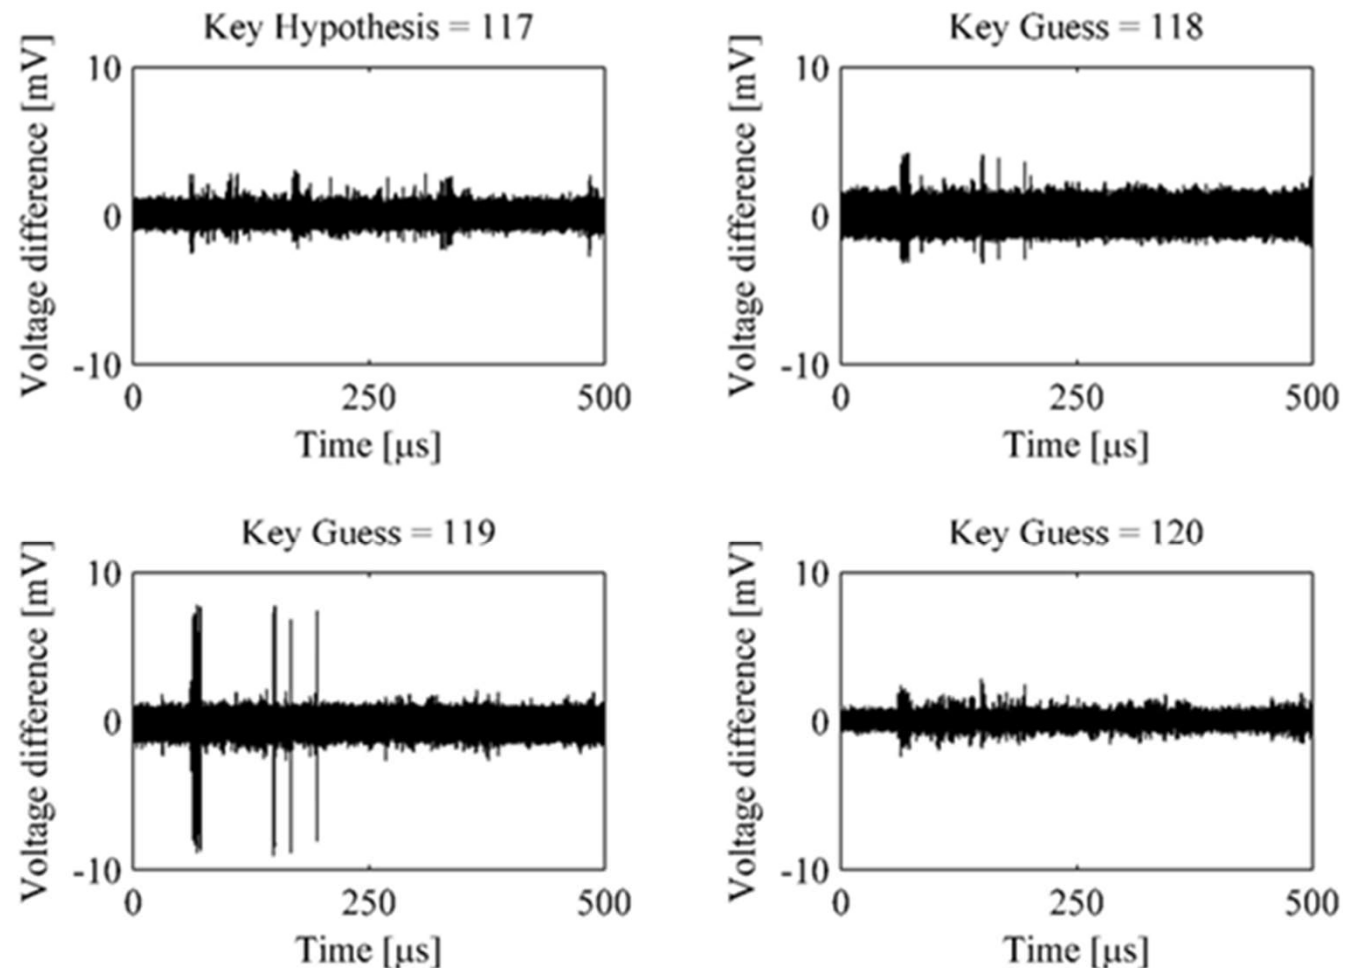 Key Hypothesis = 117
Voltage difference [mV]
10
0
-10
0 250 500
Time [μs]
Key Guess = 118
Voltage difference [mV]
10
0
-10
0 250 500
Time [μs]
Key Guess = 119
Voltage difference [mV]
10
0
-10
0 250 500
Time [μs]
Key Guess = 120
Voltage difference [mV]
10
0
-10
0 250 500
Time [μs]